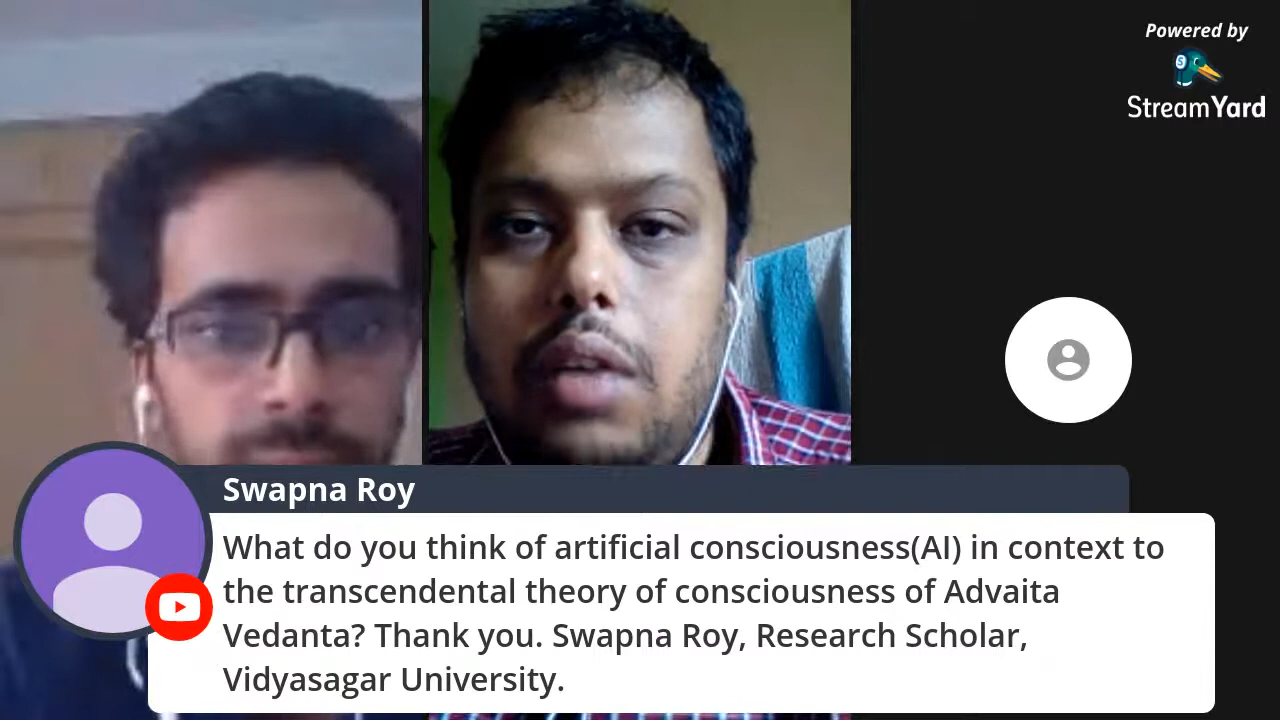 Powered by
StreamYard
Swapna Roy
What do you think of artificial consciousness(AI) in context to
the transcendental theory of consciousness of Advaita
Vedanta? Thank you. Swapna Roy, Research Scholar,
Vidyasagar University.